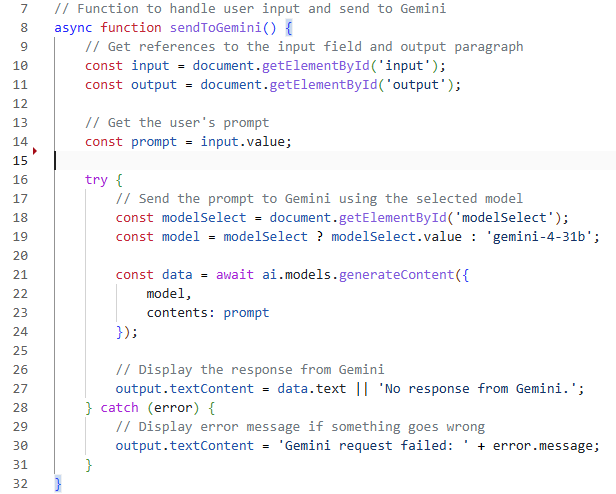 7 // Function to handle user input and send to Gemini
8 async function sendToGemini() {
9 // Get references to the input field and output paragraph
10 const input = document.getElementById('input');
11 const output = document.getElementById('output');
12
13 // Get the user's prompt
14 const prompt = input.value;
15
16 try {
17 // Send the prompt to Gemini using the selected model
18 const modelSelect = document.getElementById('modelSelect');
19 const model = modelSelect ? modelSelect.value : 'gemini-4-31b';
20
21 const data = await ai.models.generateContent({
22 model,
23 contents: prompt
24 });
25
26 // Display the response from Gemini
27 output.textContent = data.text || 'No response from Gemini.';
28 } catch (error) {
29 // Display error message if something goes wrong
30 output.textContent = 'Gemini request failed: ' + error.message;
31 }
32 }